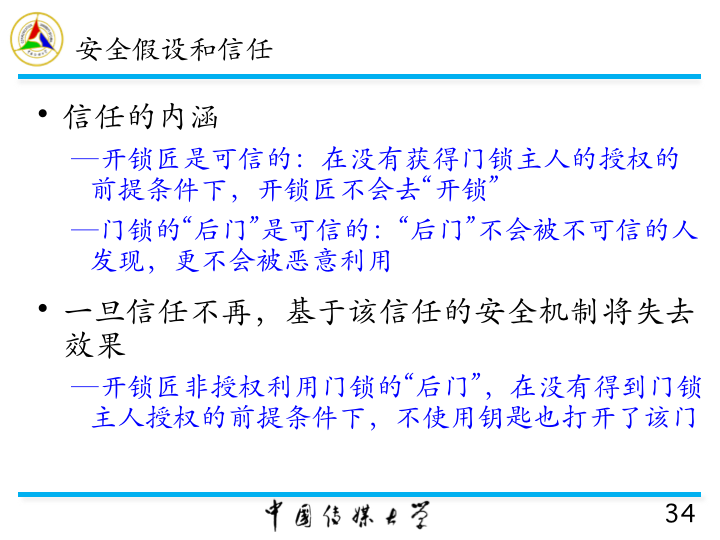 安全假设和信任
• 信任的内涵
—开锁匠是可信的：在没有获得门锁主人的授权的
前提条件下，开锁匠不会去“开锁”
—门锁的“后门”是可信的：“后门”不会被不可信的人
发现，更不会被恶意利用
• 一旦信任不再，基于该信任的安全机制将失去
效果
—开锁匠非授权利用门锁的“后门”，在没有得到门锁
主人授权的前提条件下，不使用钥匙也打开了该门
中国传媒大学
34